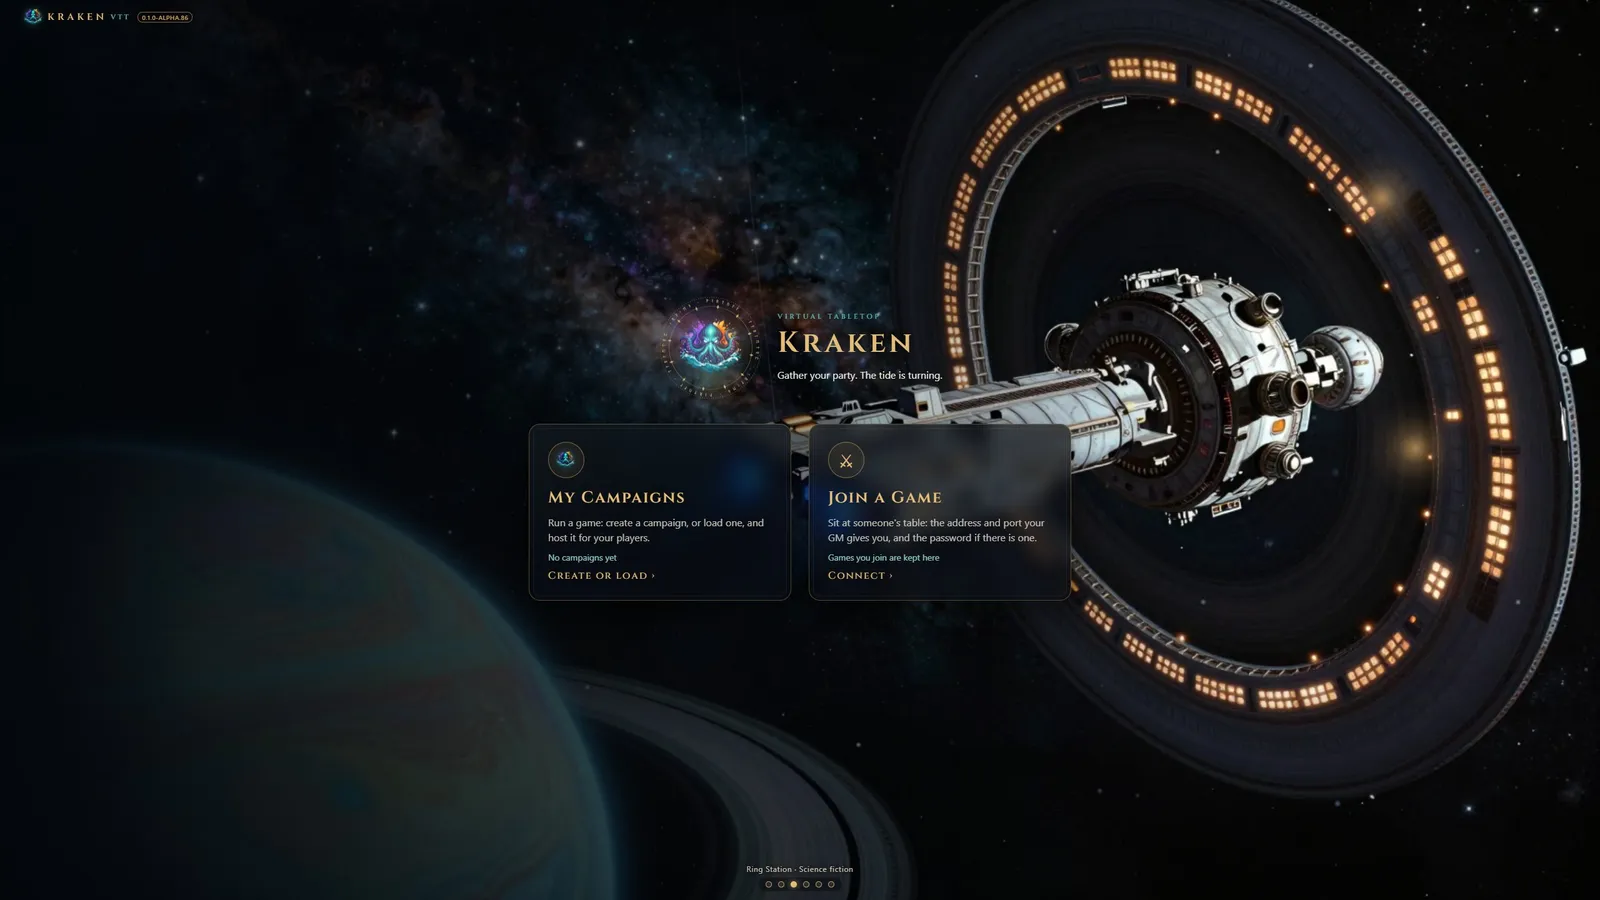 KRAKEN VTT 0.1.0-ALPHA.86
VIRTUAL TABLETOP
KRAKEN
Gather your party. The tide is turning.
MY CAMPAIGNS
Run a game: create a campaign, or load one, and
host it for your players.
No campaigns yet
CREATE OR LOAD ›
JOIN A GAME
Sit at someone's table: the address and port your
GM gives you, and the password if there is one.
Games you join are kept here
CONNECT ›
Ring Station · Science fiction